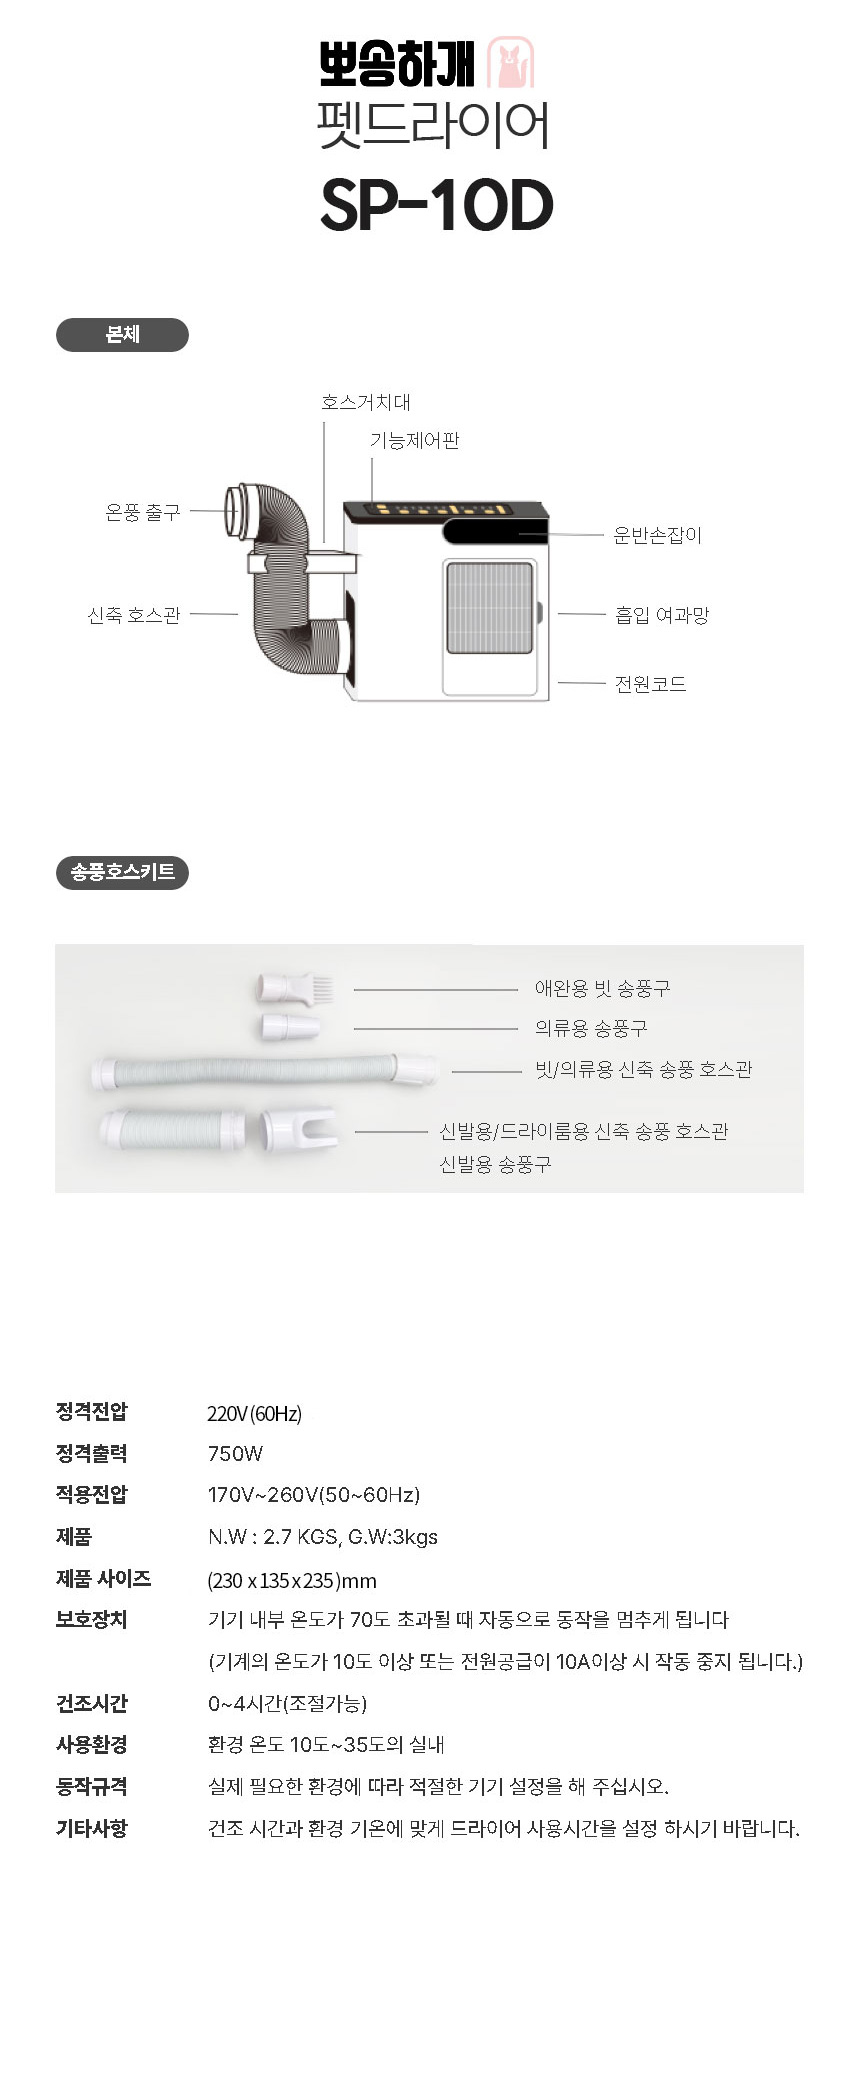 뽀송하개
펫드라이어
SP-10D
본체
호스거치대
기능제어판
온풍 출구
운반손잡이
신축 호스관
흡입 여과망
전원코드
송풍호스키트
애완용 빗 송풍구
의류용 송풍구
빗/의류용 신축 송풍 호스관
신발용/드라이룸용 신축 송풍 호스관
신발용 송풍구
정격전압 220V(60Hz)
정격출력 750W
적용전압 170V~260V(50~60Hz)
제품 N.W : 2.7 KGS, G.W:3kgs
제품 사이즈 (230 x135x235)mm
보호장치 기기 내부 온도가 70도 초과될 때 자동으로 동작을 멈추게 됩니다
(기계의 온도가 10도 이상 또는 전원공급이 10A이상 시 작동 중지 됩니다.)
건조시간 0~4시간(조절가능)
사용환경 환경 온도 10도~35도의 실내
동작규격 실제 필요한 환경에 따라 적절한 기기 설정을 해 주십시오.
기타사항 건조 시간과 환경 기온에 맞게 드라이어 사용시간을 설정 하시기 바랍니다.